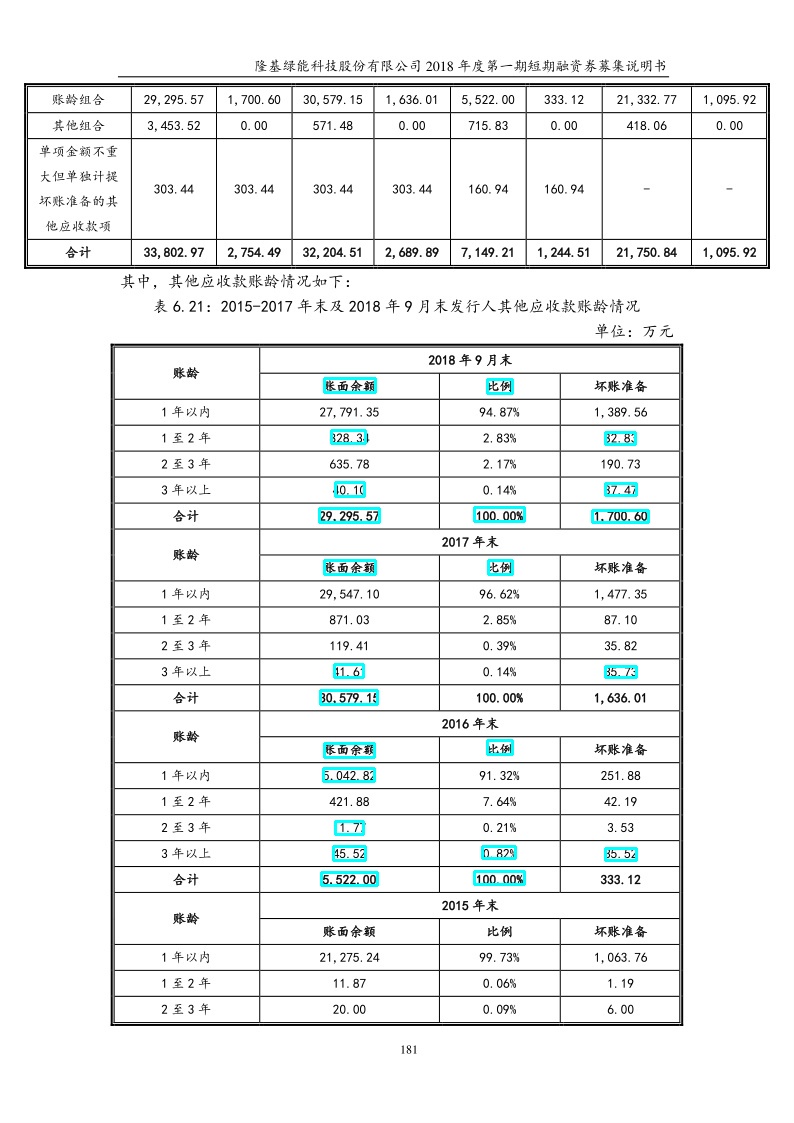 隆基绿能科技股份有限公司 2018 年度第一期短期融资券募集说明书
账龄组合 29,295.57 1,700.60 30,579.15 1,636.01 5,522.00 333.12 21,332.77 1,095.92
其他组合 3,453.52 0.00 571.48 0.00 715.83 0.00 418.06 0.00
单项金额不重
大但单独计提
坏账准备的其
他应收款项
303.44 303.44 303.44 303.44 160.94 160.94 - -
合计 33,802.97 2,754.49 32,204.51 2,689.89 7,149.21 1,244.51 21,750.84 1,095.92
其中，其他应收款账龄情况如下：
表 6.21：2015-2017 年末及 2018 年 9 月末发行人其他应收款账龄情况
单位：万元
账龄 2018 年 9 月末
账面余额 比例 坏账准备
1 年以内 27,791.35 94.87% 1,389.56
1 至 2 年 828.34 2.83% 82.83
2 至 3 年 635.78 2.17% 190.73
3 年以上 40.10 0.14% 37.47
合计 29,295.57 100.00% 1,700.60
账龄 2017 年末
账面余额 比例 坏账准备
1 年以内 29,547.10 96.62% 1,477.35
1 至 2 年 871.03 2.85% 87.10
2 至 3 年 119.41 0.39% 35.82
3 年以上 41.61 0.14% 35.73
合计 30,579.15 100.00% 1,636.01
账龄 2016 年末
账面余额 比例 坏账准备
1 年以内 5,042.82 91.32% 251.88
1 至 2 年 421.88 7.64% 42.19
2 至 3 年 11.77 0.21% 3.53
3 年以上 45.52 0.82% 35.52
合计 5,522.00 100.00% 333.12
账龄 2015 年末
账面余额 比例 坏账准备
1 年以内 21,275.24 99.73% 1,063.76
1 至 2 年 11.87 0.06% 1.19
2 至 3 年 20.00 0.09% 6.00
181